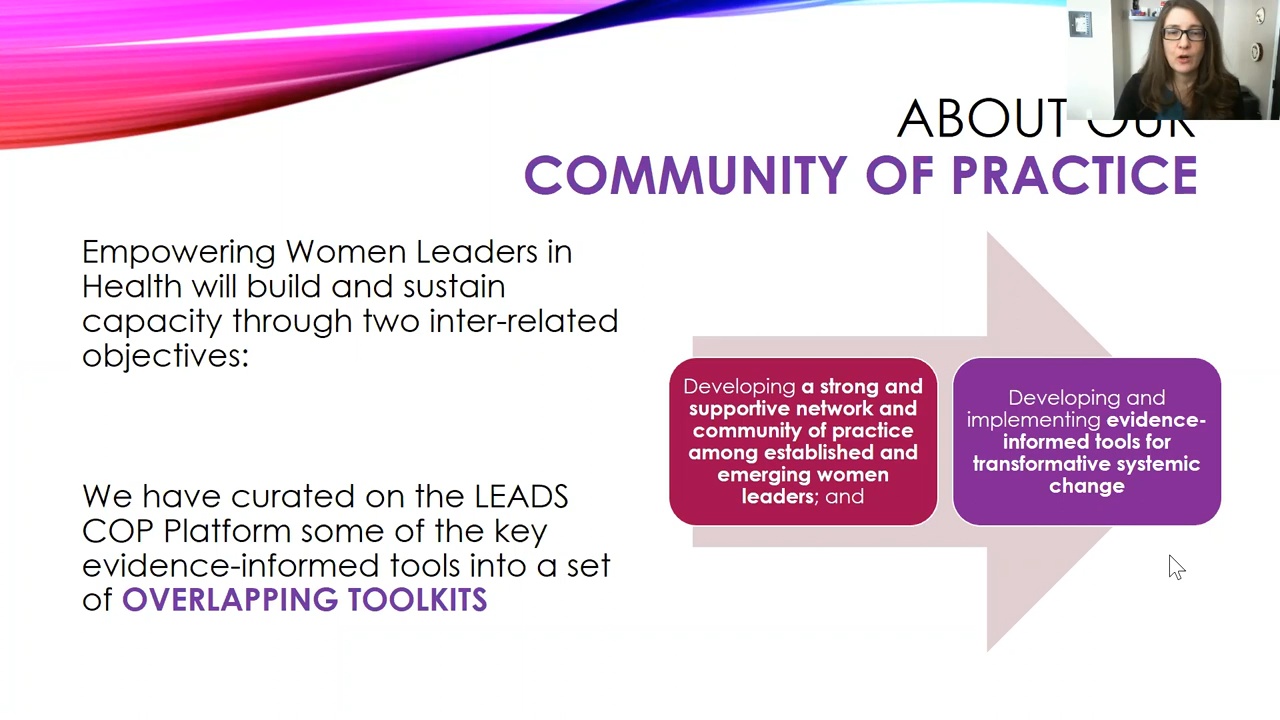 ABOUT OUR
COMMUNITY OF PRACTICE
Empowering Women Leaders in
Health will build and sustain
capacity through two inter-related
objectives:
We have curated on the LEADS
COP Platform some of the key
evidence-informed tools into a set
of OVERLAPPING TOOLKITS
Developing a strong and
supportive network and
community of practice
among established and
emerging women
leaders; and
Developing and
implementing evidence-
informed tools for
transformative systemic
change